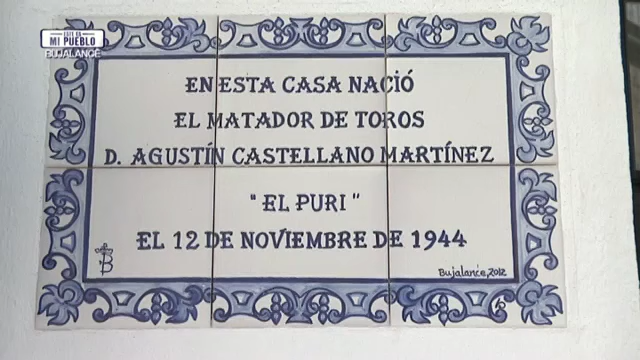 ESTE ES
MI PUEBLO
BUJALANCE
EN ESTA CASA NACIÓ
EL MATADOR DE TOROS
D. AGUSTÍN CASTELLANO MARTÍNEZ
"EL PURI"
EL 12 DE NOVIEMBRE DE 1944
Bujalance, 2012